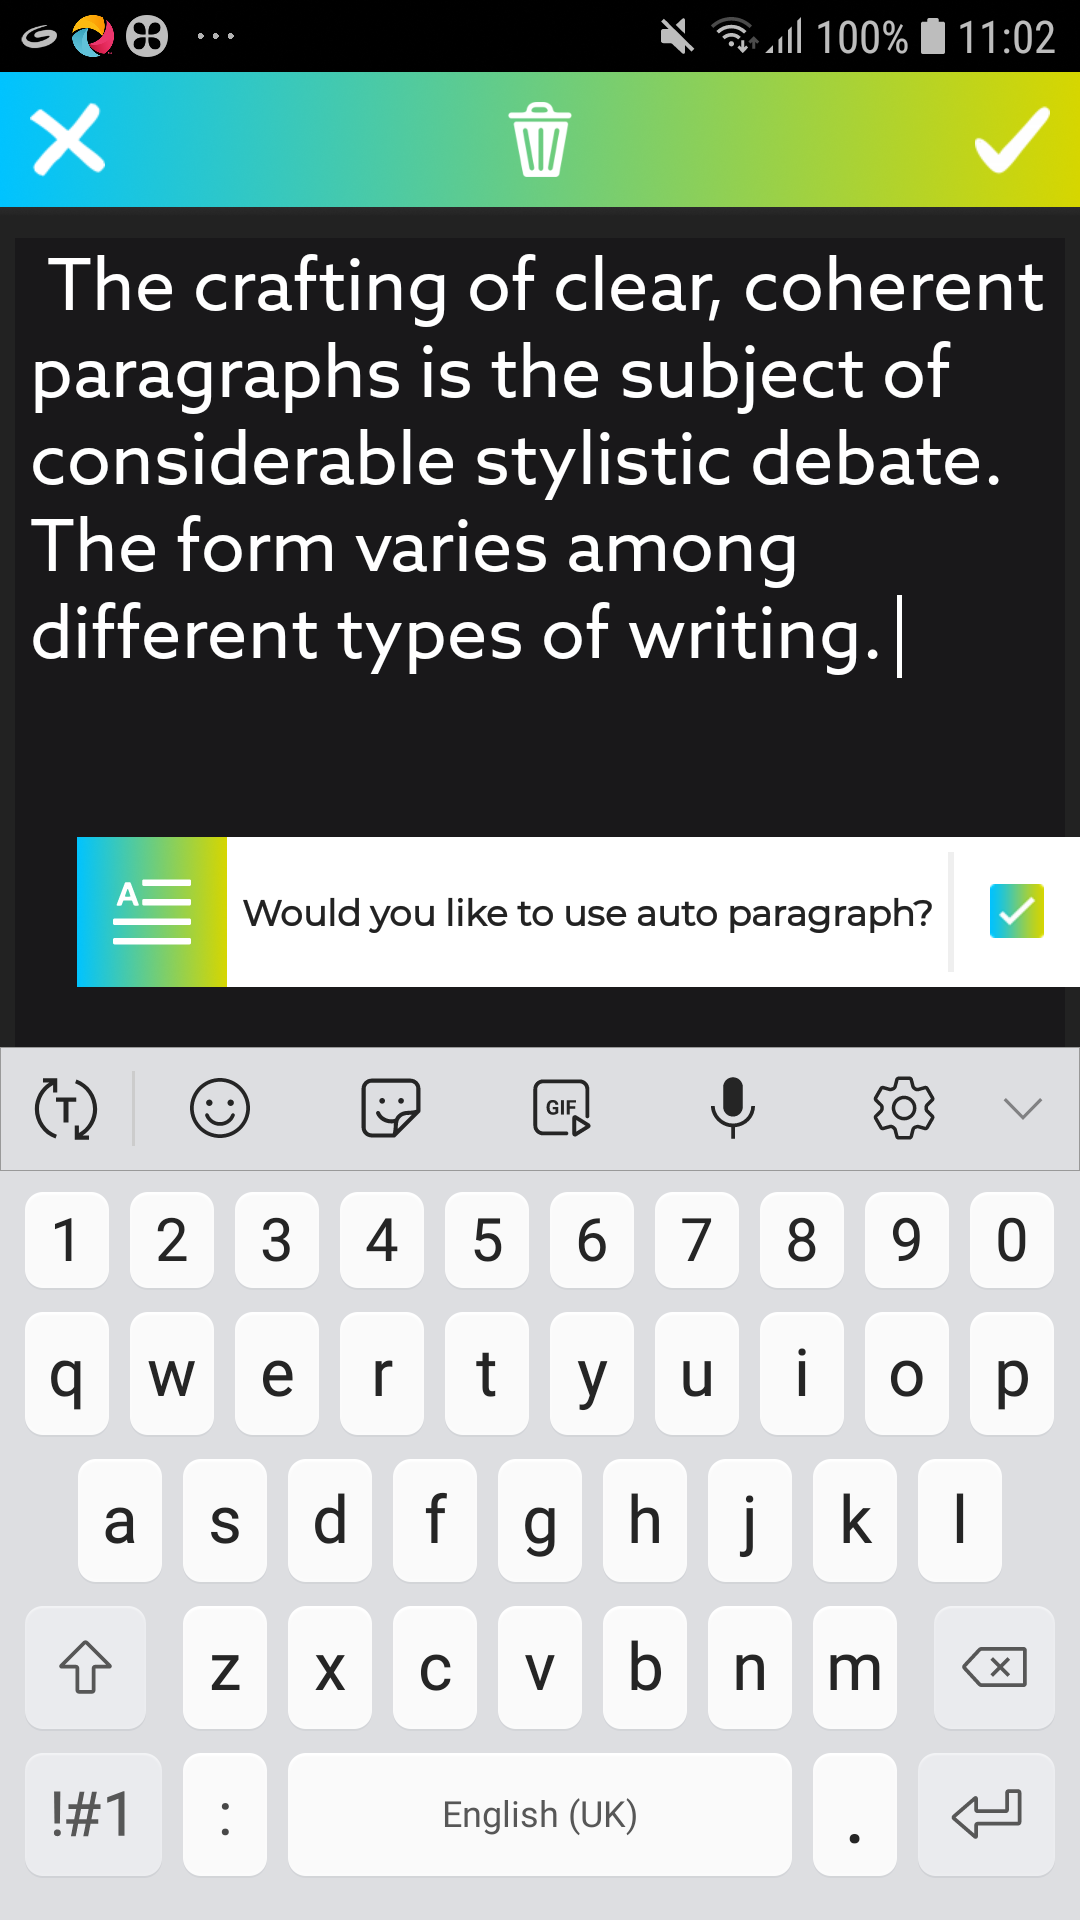 100% 11:02
The crafting of clear, coherent
paragraphs is the subject of
considerable stylistic debate.
The form varies among
different types of writing.
A
Would you like to use auto paragraph?
T
GIF
1 2 3 4 5 6 7 8 9 0
q w e r t y u i o p
a s d f g h j k l
z x c v b n m
!#1 : English (UK) .